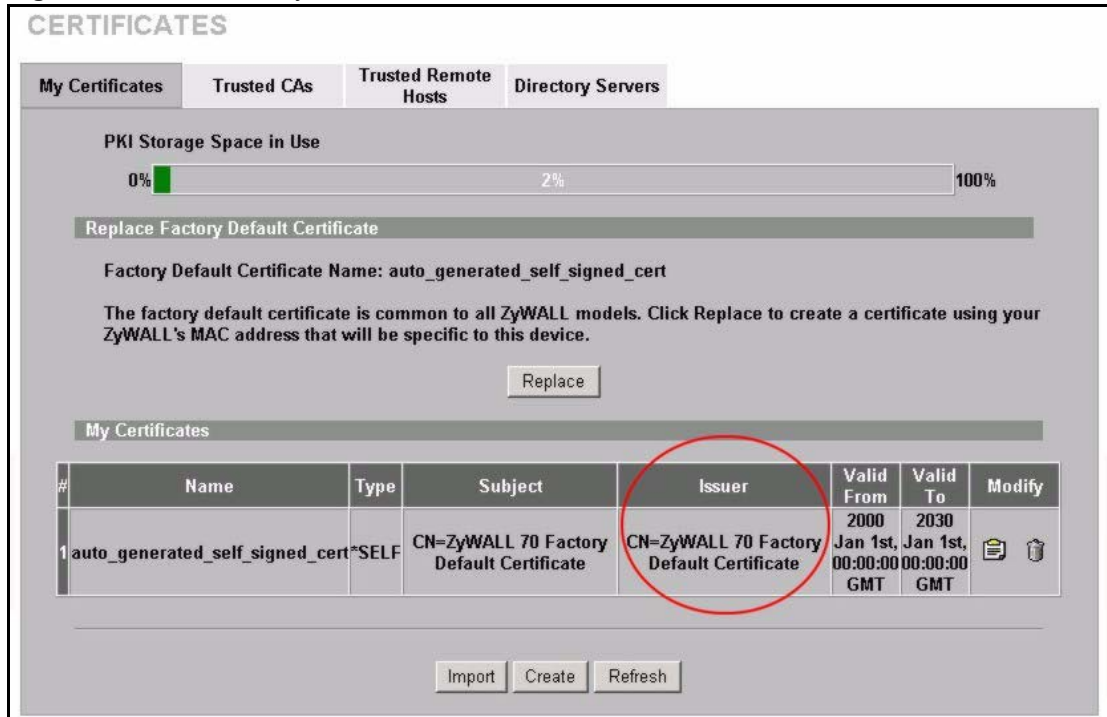 CERTIFICATES
My Certificates
Trusted CAs
Trusted Remote
Hosts
Directory Servers
PKI Storage Space in Use
0%
2%
100%
Replace Factory Default Certificate
Factory Default Certificate Name: auto_generated_self_signed_cert
The factory default certificate is common to all ZyWALL models. Click Replace to create a certificate using your
ZyWALL's MAC address that will be specific to this device.
Replace
My Certificates
# Name Type Subject Issuer Valid From Valid To Modify
1 auto_generated_self_signed_cert *SELF
CN=ZyWALL 70 Factory
Default Certificate
CN=ZyWALL 70 Factory
Default Certificate
2000
Jan 1st,
00:00:00
GMT
2030
Jan 1st,
00:00:00
GMT
Import Create Refresh